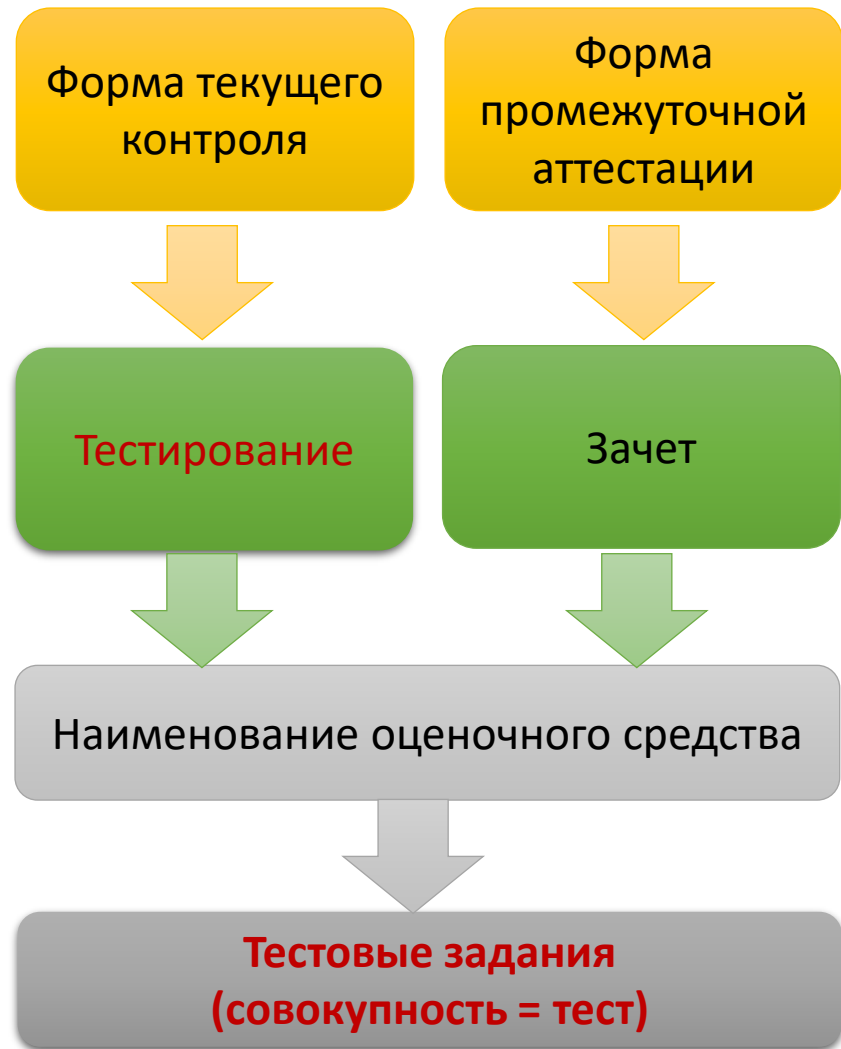 Форма текущего
контроля
Форма
промежуточной
аттестации
Тестирование
Зачет
Наименование оценочного средства
Тестовые задания
(совокупность = тест)